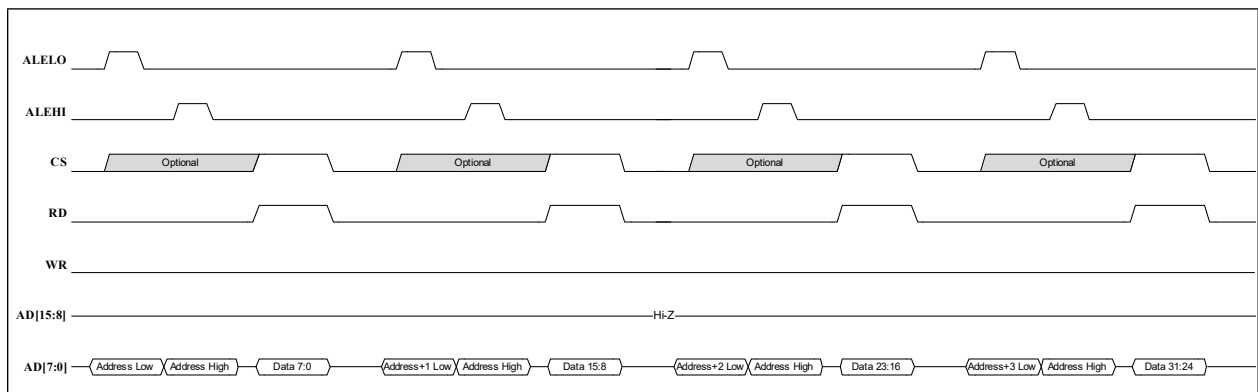 ALELO
ALEHI
CS Optional Optional Optional Optional
RD
WR
AD[15:8] Hi-Z
AD[7:0] Address Low Address High Data 7:0 Address+1 Low Address High Data 15:8 Address+2 Low Address High Data 23:16 Address+3 Low Address High Data 31:24